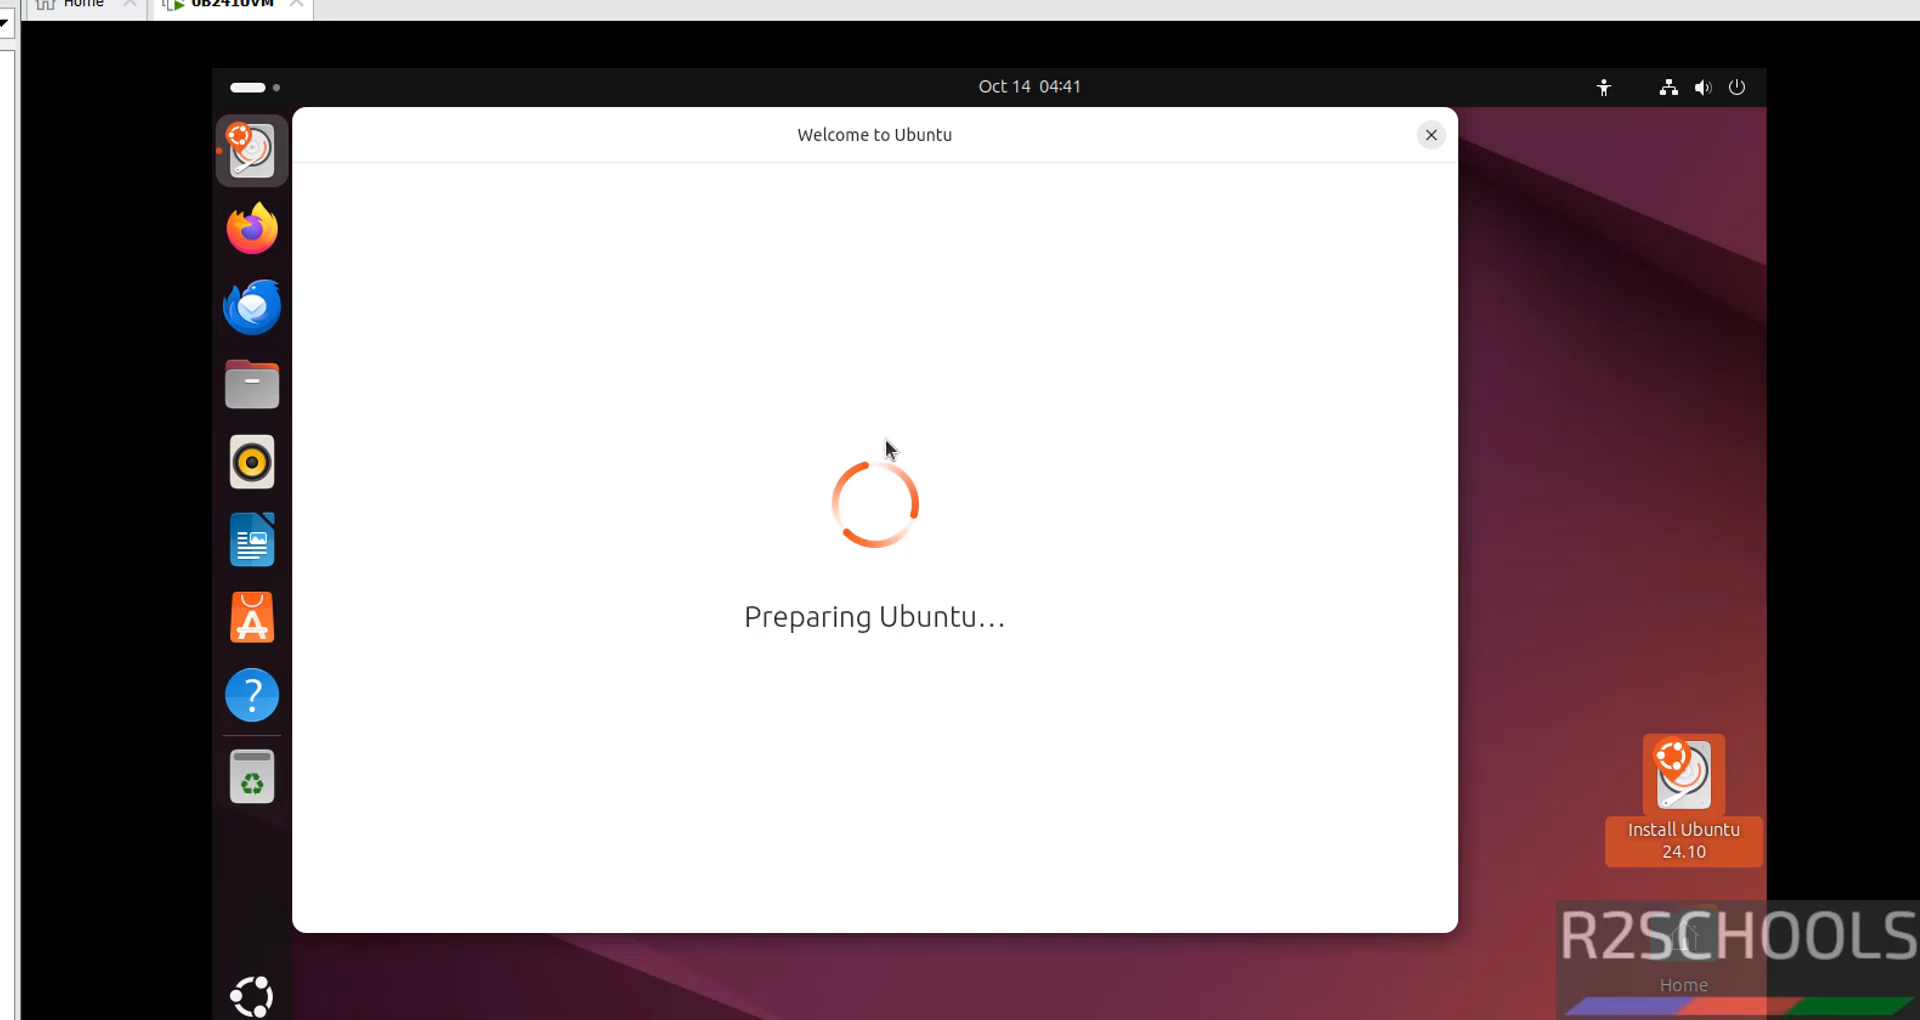 Home
UB2410VM
Oct 14 04:41
Welcome to Ubuntu
Preparing Ubuntu...
Install Ubuntu
24.10
R2SCHOOLS
Home